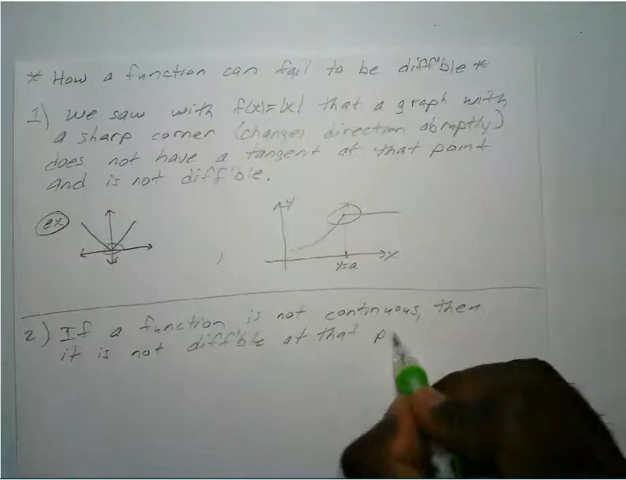 * How a function can fail to be diff'ble *
1) We saw with f(x)=|x| that a graph with
a sharp corner (changes direction abruptly)
does not have a tangent at that point
and is not diff'ble.
ex
y
,
x=a
x
2) If a function is not continuous, then
it is not diff'ble at that p